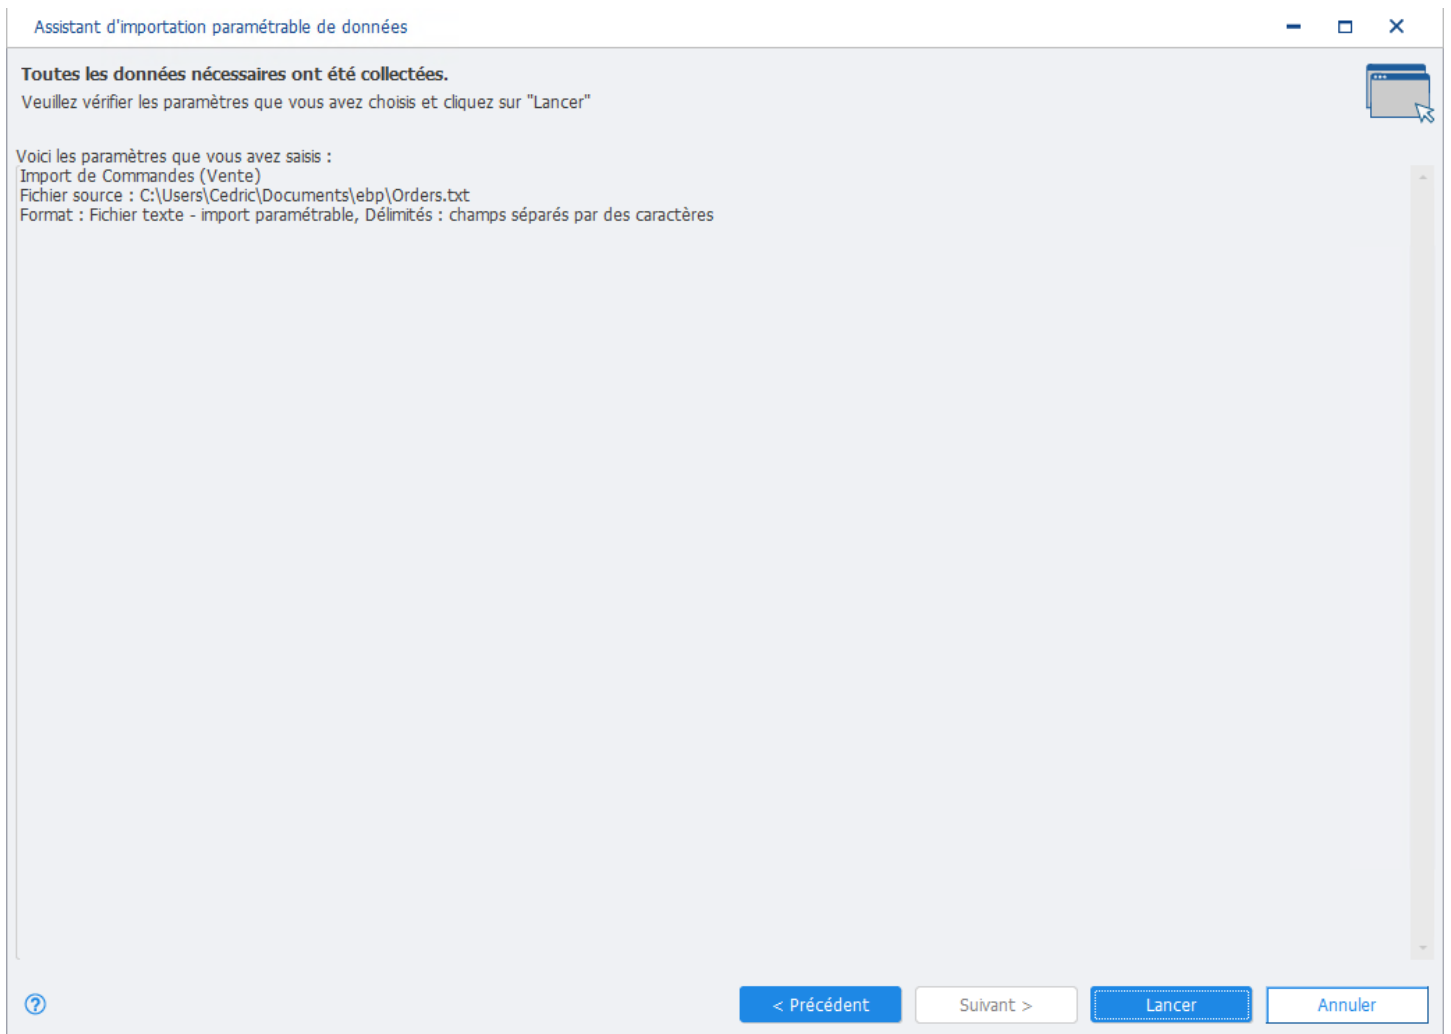 Assistant d'importation paramétrable de données
Toutes les données nécessaires ont été collectées.
Veuillez vérifier les paramètres que vous avez choisis et cliquez sur "Lancer"
Voici les paramètres que vous avez saisis :
Import de Commandes (Vente)
Fichier source : C:\Users\Cedric\Documents\ebp\Orders.txt
Format : Fichier texte - import paramétrable, Délimités : champs séparés par des caractères
?
< Précédent
Suivant >
Lancer
Annuler